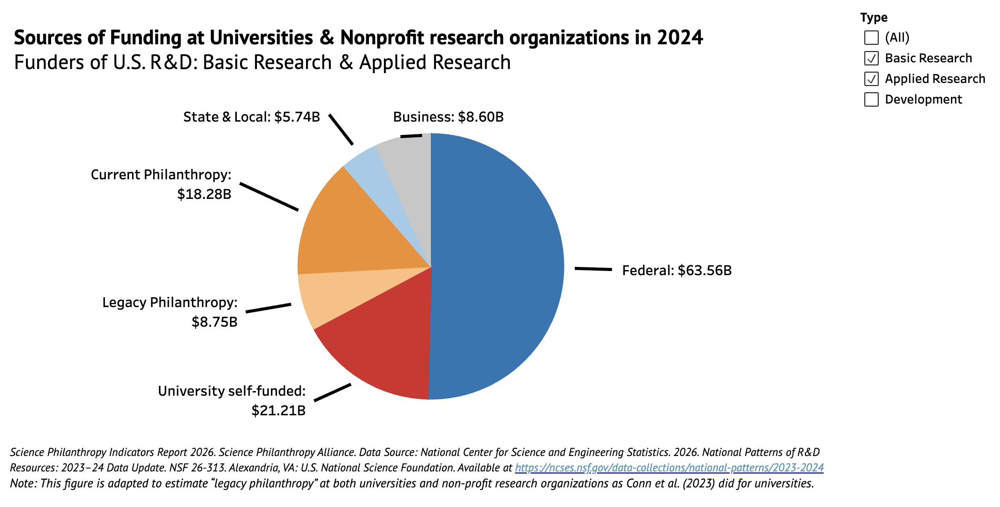 Sources of Funding at Universities & Nonprofit research organizations in 2024
Funders of U.S. R&D: Basic Research & Applied Research
Type
(All)
Basic Research
Applied Research
Development
State & Local: $5.74B
Business: $8.60B
Current Philanthropy:
$18.28B
Federal: $63.56B
Legacy Philanthropy:
$8.75B
University self-funded:
$21.21B
Science Philanthropy Indicators Report 2026. Science Philanthropy Alliance. Data Source: National Center for Science and Engineering Statistics. 2026. National Patterns of R&D
Resources: 2023–24 Data Update. NSF 26-313. Alexandria, VA: U.S. National Science Foundation. Available at https://ncses.nsf.gov/data-collections/national-patterns/2023-2024
Note: This figure is adapted to estimate “legacy philanthropy” at both universities and non-profit research organizations as Conn et al. (2023) did for universities.